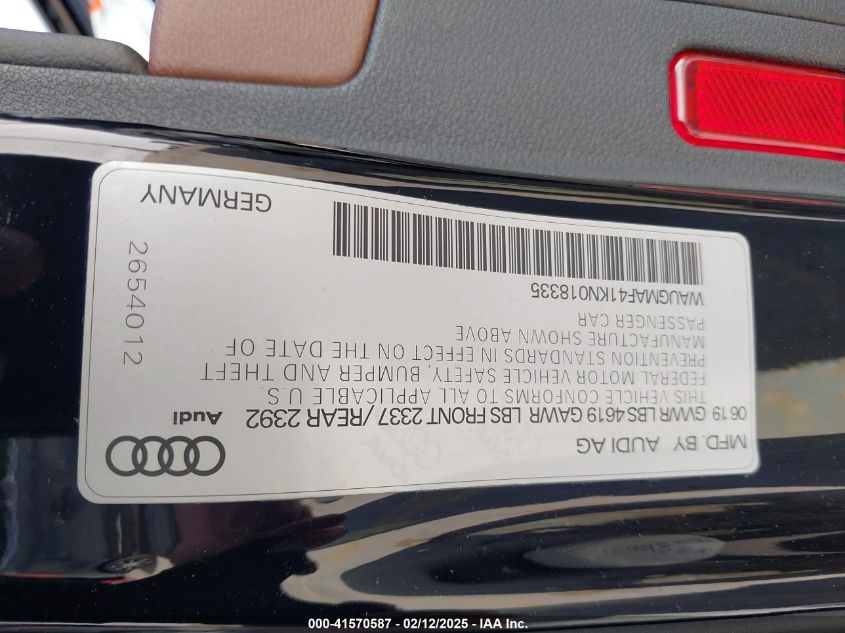 MFD. BY AUDI AG
06 19 GVWR LBS 4619 GAWR LBS FRONT 2337 / REAR 2392
THIS VEHICLE CONFORMS TO ALL APPLICABLE U.S.
FEDERAL MOTOR VEHICLE SAFETY, BUMPER AND THEFT
PREVENTION STANDARDS IN EFFECT ON THE DATE OF
MANUFACTURE SHOWN ABOVE
PASSENGER CAR
WAUGMAF41KN018335
Audi
2654012
GERMANY
000-41570587 - 02/12/2025 - IAA Inc.